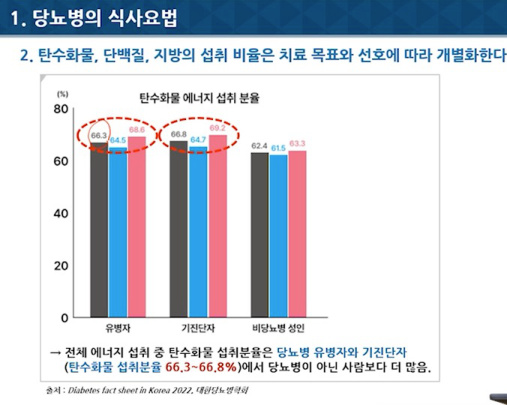 1. 당뇨병의 식사요법
2. 탄수화물, 단백질, 지방의 섭취 비율은 치료 목표와 선호에 따라 개별화한다
탄수화물 에너지 섭취 분율
(%)
80
60
40
20
0
66.3 64.5 68.6
66.8 64.7 69.2
62.4 61.5 63.3
유병자 기진단자 비당뇨병 성인
→ 전체 에너지 섭취 중 탄수화물 섭취분율은 당뇨병 유병자와 기진단자
(탄수화물 섭취분율 66.3~66.8%)에서 당뇨병이 아닌 사람보다 더 많음.
출처 : Diabetes fact sheet in Korea 2022, 대한당뇨병학회